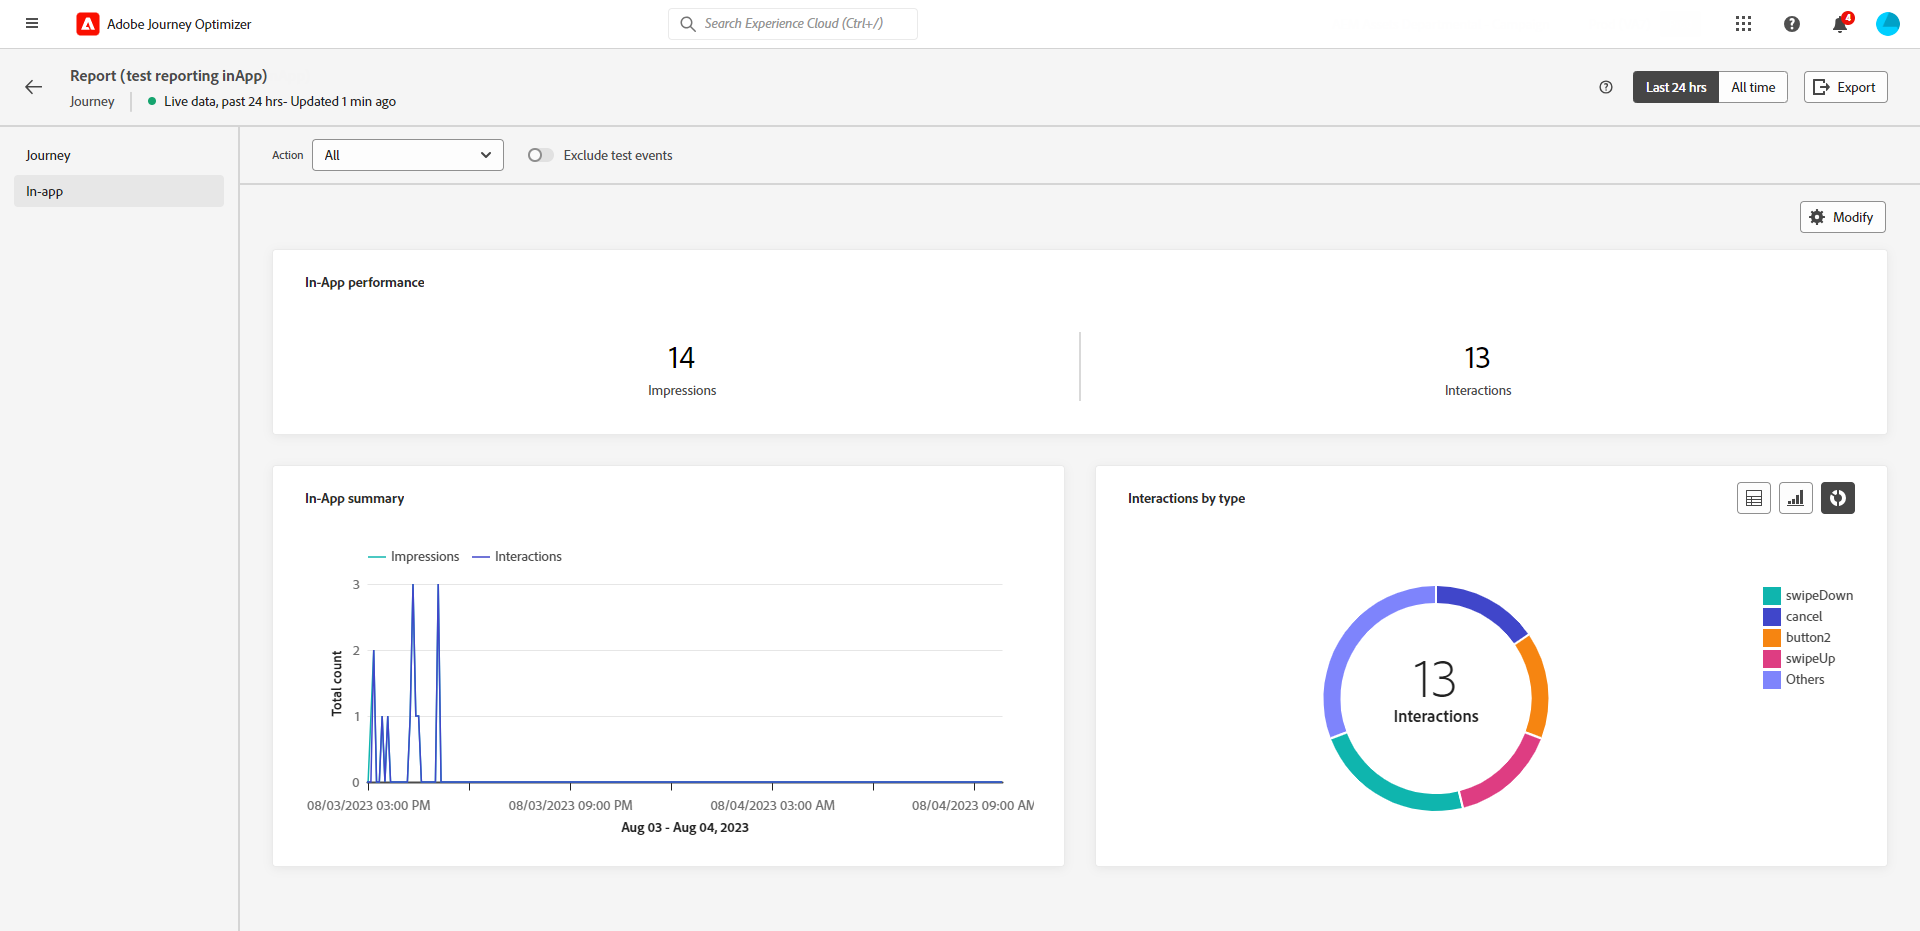 Adobe Journey Optimizer
Search Experience Cloud (Ctrl+/)
4
Report (test reporting inApp)
Journey
Live data, past 24 hrs- Updated 1 min ago
Last 24 hrs
All time
Export
Journey
In-app
Action
All
Exclude test events
Modify
In-App performance
14
Impressions
13
Interactions
In-App summary
Impressions
Interactions
3
2
1
0
Total count
08/03/2023 03:00 PM
08/03/2023 09:00 PM
08/04/2023 03:00 AM
08/04/2023 09:00 AM
Aug 03 - Aug 04, 2023
Interactions by type
13
Interactions
swipeDown
cancel
button2
swipeUp
Others